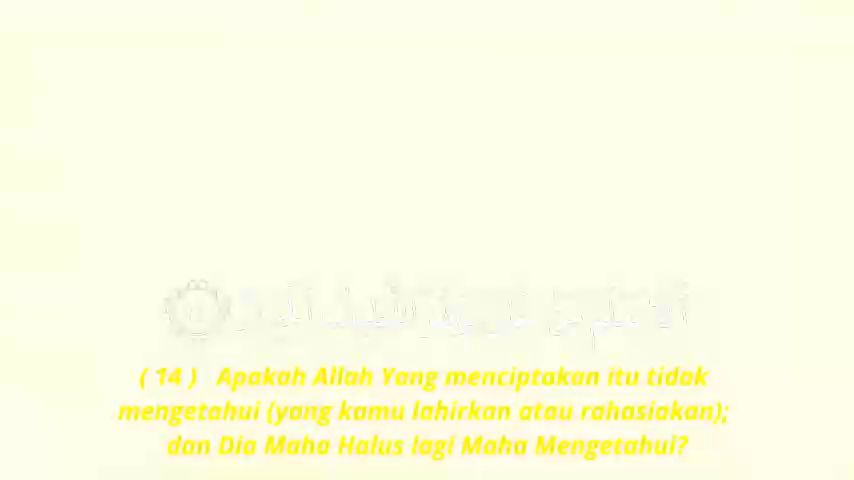 ( 14 ) Apakah Allah Yang menciptakan itu tidak
mengetahui (yang kamu lahirkan atau rahasiakan);
dan Dia Maha Halus lagi Maha Mengetahui?